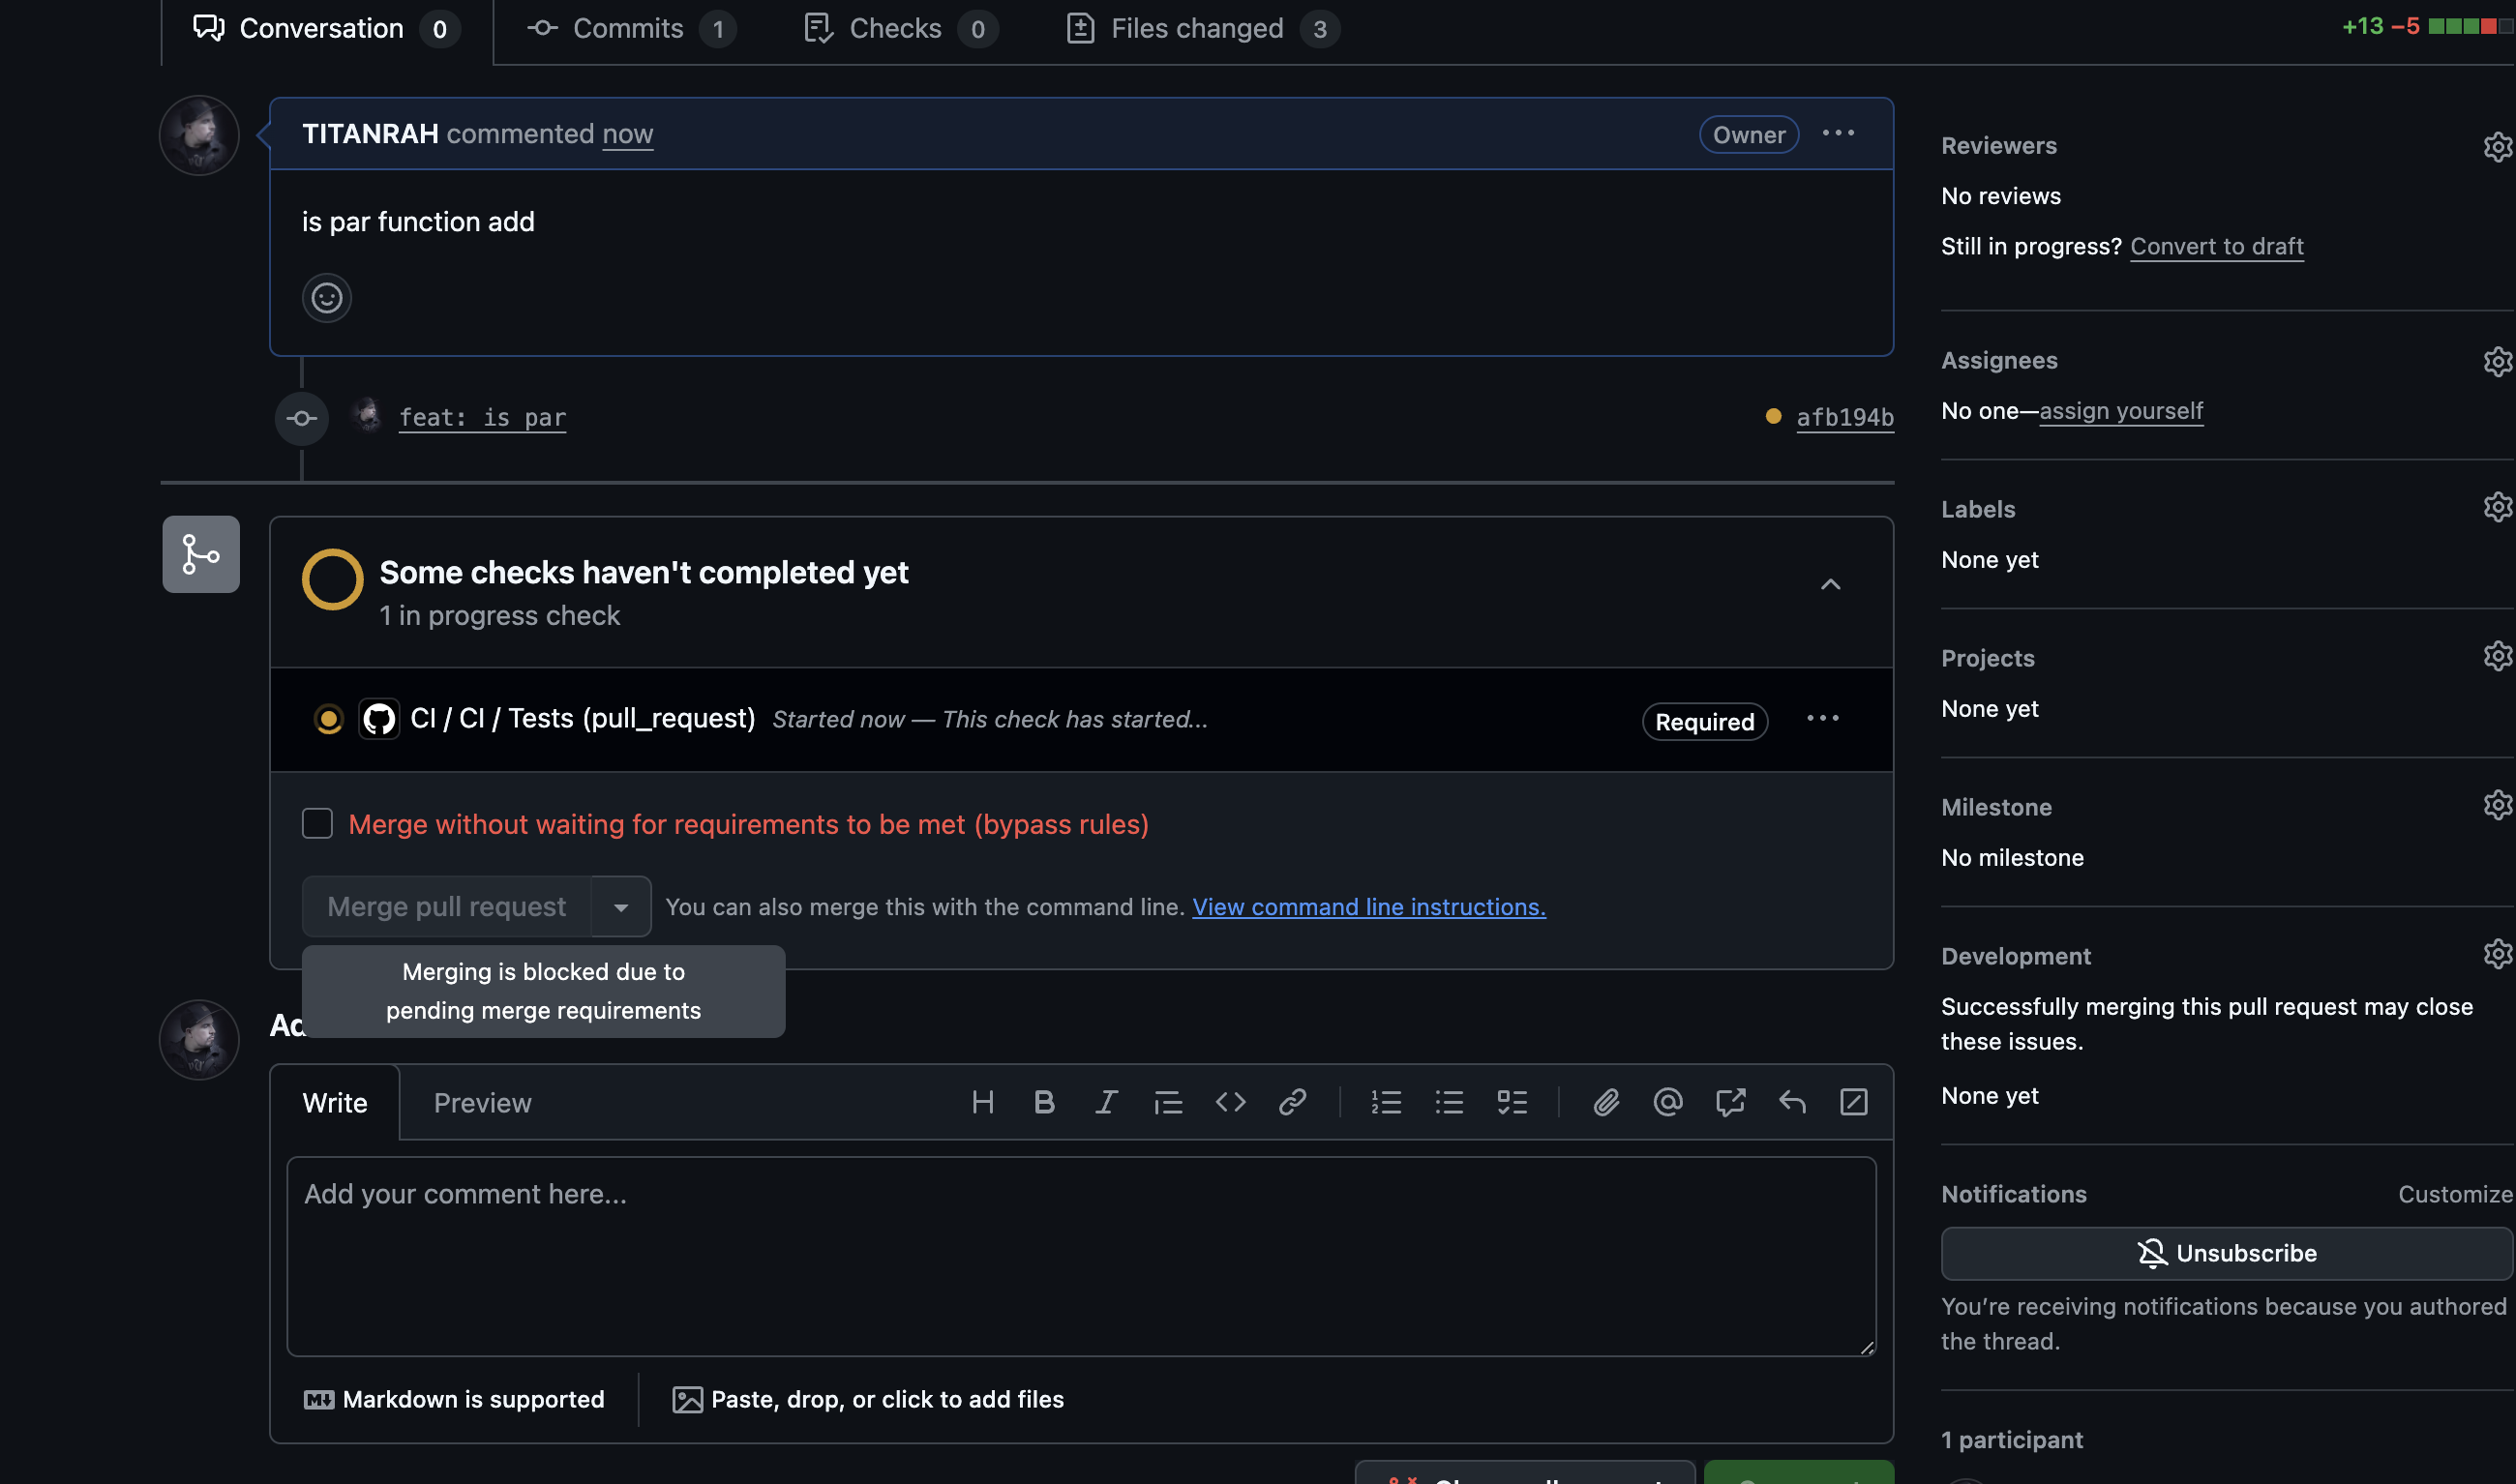 Conversation 0
Commits 1
Checks 0
Files changed 3
+13 −5
TITANRAH commented now
Owner
is par function add
feat: is par
afb194b
Some checks haven't completed yet
1 in progress check
CI / CI / Tests (pull_request) Started now — This check has started...
Required
Merge without waiting for requirements to be met (bypass rules)
Merge pull request
You can also merge this with the command line. View command line instructions.
Merging is blocked due to
pending merge requirements
Write
Preview
Add your comment here...
Markdown is supported
Paste, drop, or click to add files
Reviewers
No reviews
Still in progress? Convert to draft
Assignees
No one—assign yourself
Labels
None yet
Projects
None yet
Milestone
No milestone
Development
Successfully merging this pull request may close
these issues.
None yet
Notifications
Customize
Unsubscribe
You’re receiving notifications because you authored
the thread.
1 participant